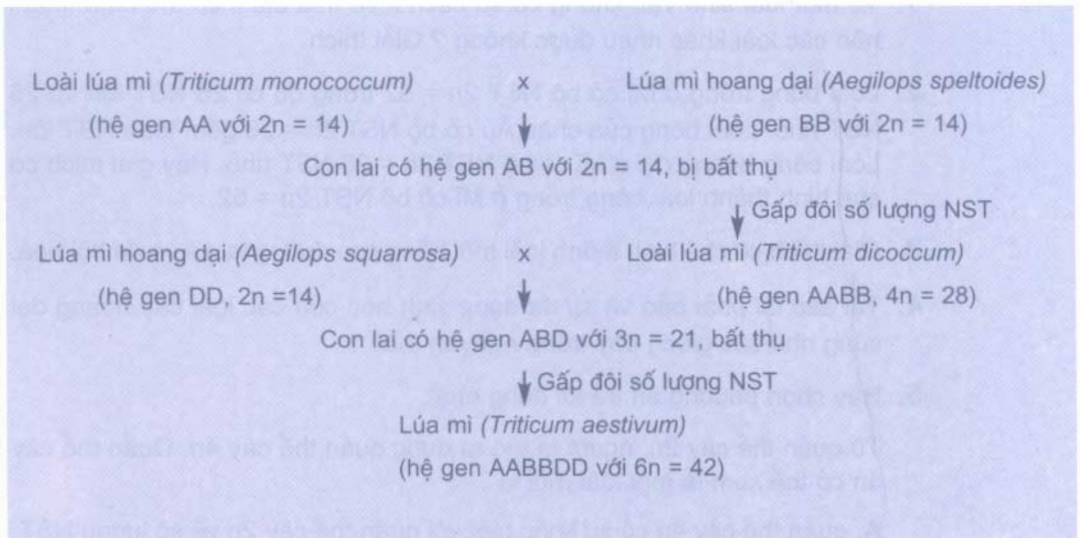 Loài lúa mì (Triticum monococcum) x Lúa mì hoang dại (Aegilops speltoides)
(hệ gen AA với 2n = 14) (hệ gen BB với 2n = 14)
Con lai có hệ gen AB với 2n = 14, bị bất thụ
Gấp đôi số lượng NST
Lúa mì hoang dại (Aegilops squarrosa) x Loài lúa mì (Triticum dicoccum)
(hệ gen DD, 2n =14) (hệ gen AABB, 4n = 28)
Con lai có hệ gen ABD với 3n = 21, bất thụ
Gấp đôi số lượng NST
Lúa mì (Triticum aestivum)
(hệ gen AABBDD với 6n = 42)